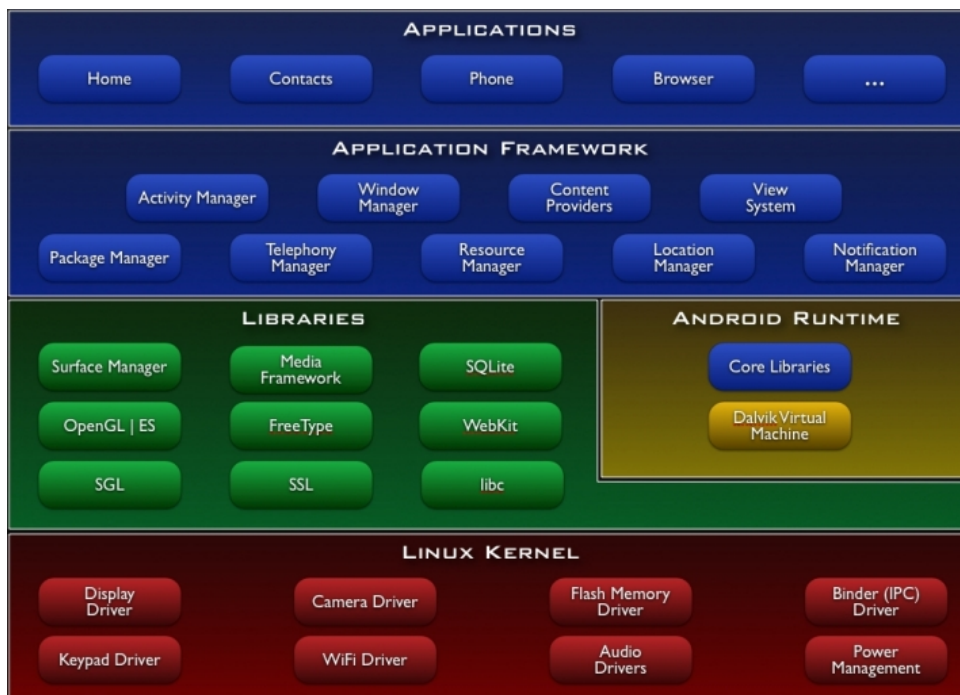 APPLICATIONS
Home Contacts Phone Browser ...
APPLICATION FRAMEWORK
Activity Manager Window Manager Content Providers View System
Package Manager Telephony Manager Resource Manager Location Manager Notification Manager
LIBRARIES
Surface Manager Media Framework SQLite
OpenGL | ES FreeType WebKit
SGL SSL libc
ANDROID RUNTIME
Core Libraries
Dalvik Virtual Machine
LINUX KERNEL
Display Driver Camera Driver Flash Memory Driver Binder (IPC) Driver
Keypad Driver WiFi Driver Audio Drivers Power Management